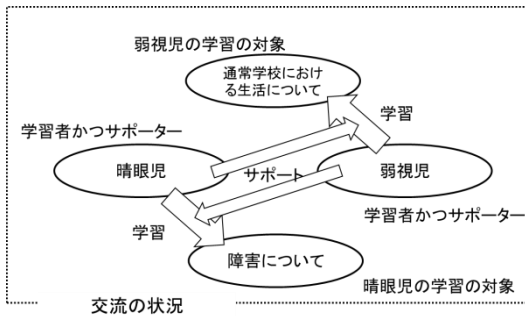 弱視児の学習の対象
通常学校におけ
る生活について
学習
学習者かつサポーター
晴眼児
サポート
弱視児
学習者かつサポーター
学習
障害について
晴眼児の学習の対象
交流の状況